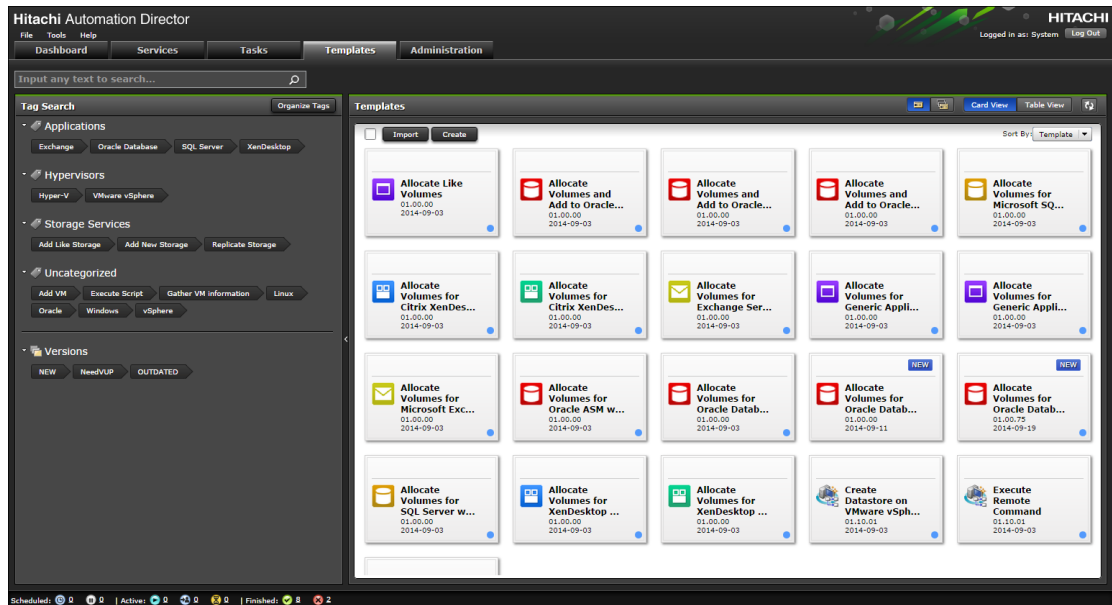 Hitachi Automation Director
HITACHI
File Tools Help
Logged in as: System Log Out
Dashboard Services Tasks Templates Administration
Input any text to search...
Tag Search Organize Tags
Applications
Exchange Oracle Database SQL Server XenDesktop
Hypervisors
Hyper-V VMware vSphere
Storage Services
Add Like Storage Add New Storage Replicate Storage
Uncategorized
Add VM Execute Script Gather VM information Linux
Oracle Windows vSphere
Versions
NEW NeedVUP OUTDATED
Templates Card View Table View
Import Create Sort By: Template
Allocate Like
Volumes
01.00.00
2014-09-03
Allocate
Volumes and
Add to Oracle...
01.00.00
2014-09-03
Allocate
Volumes and
Add to Oracle...
01.00.00
2014-09-03
Allocate
Volumes and
Add to Oracle...
01.00.00
2014-09-03
Allocate
Volumes for
Microsoft SQ...
01.00.00
2014-09-03
Allocate
Volumes for
Citrix XenDes...
01.00.00
2014-09-03
Allocate
Volumes for
Citrix XenDes...
01.00.00
2014-09-03
Allocate
Volumes for
Exchange Ser...
01.00.00
2014-09-03
Allocate
Volumes for
Generic Appli...
01.00.00
2014-09-03
Allocate
Volumes for
Generic Appli...
01.00.00
2014-09-03
Allocate
Volumes for
Microsoft Exc...
01.00.00
2014-09-03
Allocate
Volumes for
Oracle ASM w...
01.00.00
2014-09-03
Allocate
Volumes for
Oracle Datab...
01.00.00
2014-09-03
NEW
Allocate
Volumes for
Oracle Datab...
01.00.00
2014-09-11
NEW
Allocate
Volumes for
Oracle Datab...
01.00.75
2014-09-19
Allocate
Volumes for
SQL Server w...
01.00.00
2014-09-03
Allocate
Volumes for
XenDesktop ...
01.00.00
2014-09-03
Allocate
Volumes for
XenDesktop ...
01.00.00
2014-09-03
Create
Datastore on
VMware vSph...
01.10.01
2014-09-03
Execute
Remote
Command
01.10.01
2014-09-03
Scheduled: 0 0 | Active: 0 0 0 | Finished: 8 2